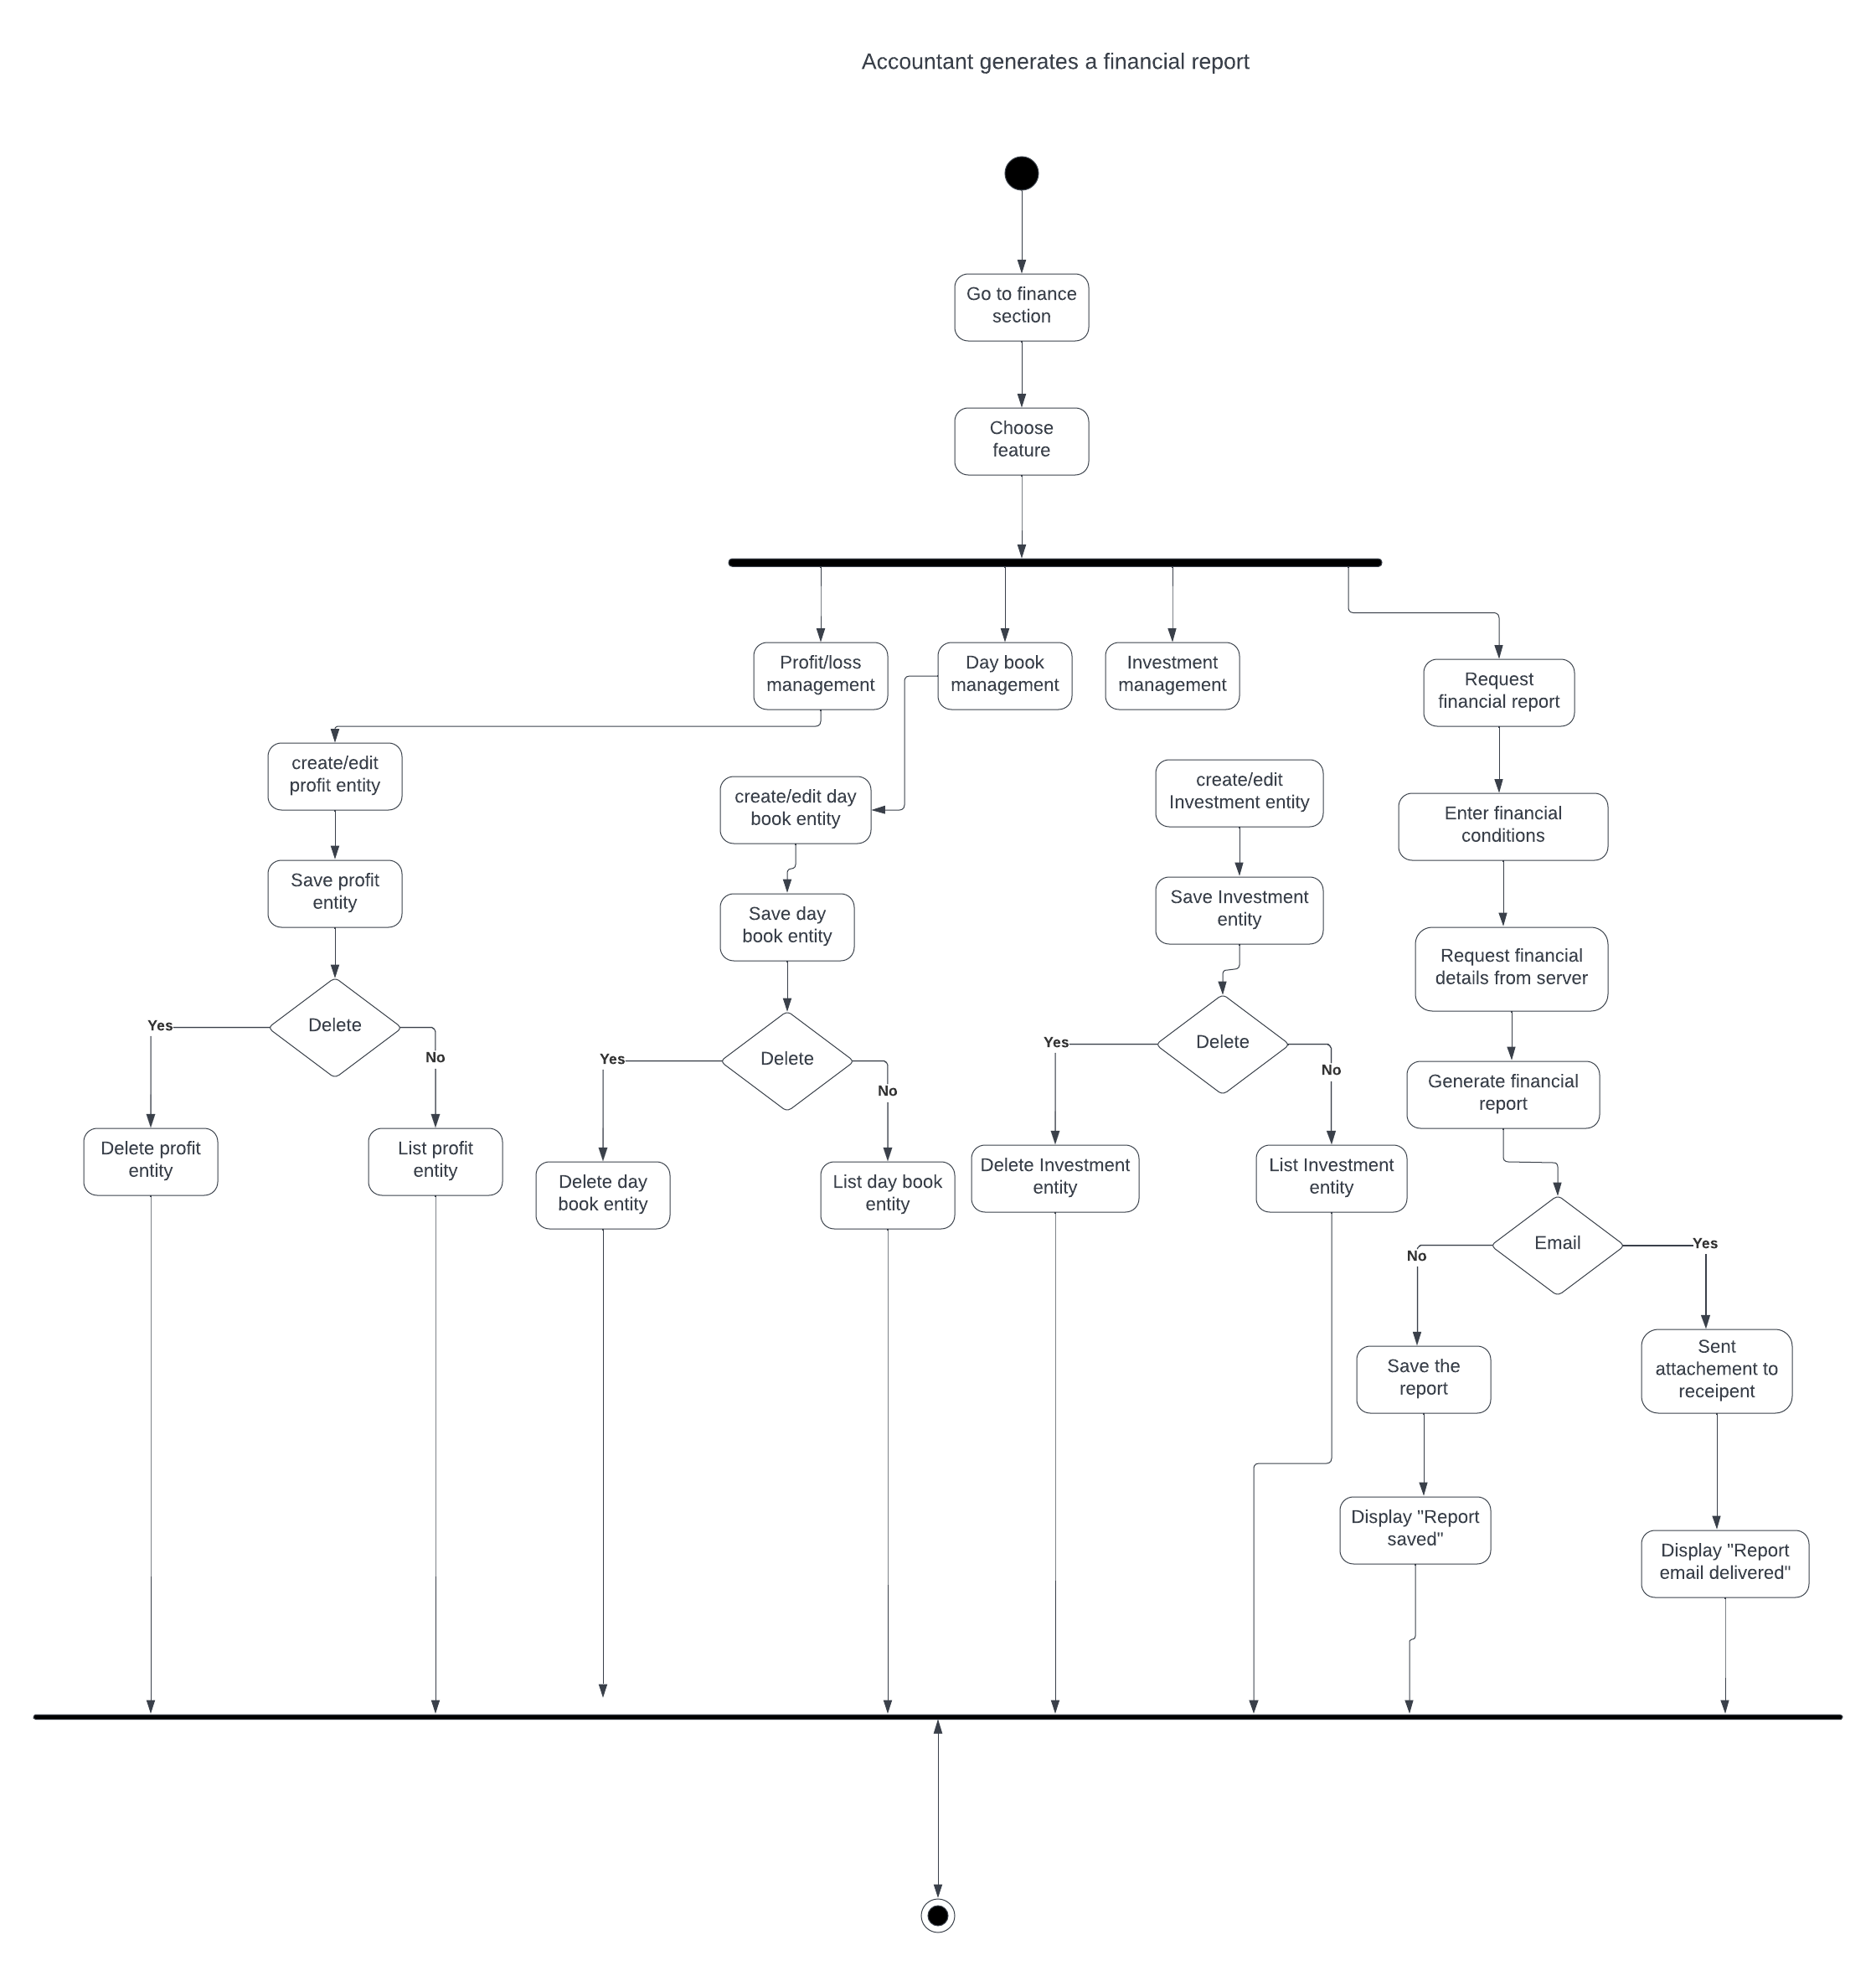 Accountant generates a financial report
Go to finance
section
Choose
feature
Profit/loss
management
Day book
management
Investment
management
Request
financial report
create/edit
profit entity
create/edit day
book entity
create/edit
Investment entity
Enter financial
conditions
Save profit
entity
Save day
book entity
Save Investment
entity
Request financial
details from server
Delete
Yes
No
Delete
Yes
No
Delete
Yes
No
Generate financial
report
Delete profit
entity
List profit
entity
Delete day
book entity
List day book
entity
Delete Investment
entity
List Investment
entity
Email
No
Yes
Save the
report
Sent
attachement to
receipent
Display "Report
saved"
Display "Report
email delivered"